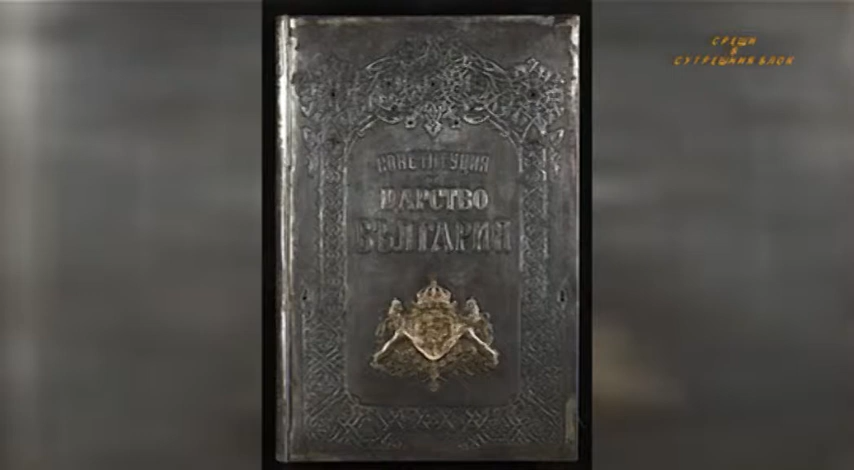 СРЕЩИ
В
СУТРЕШНИЯ БЛОК
КОНСТИТУЦИЯ
ЦАРСТВО
БЪЛГАРИЯ